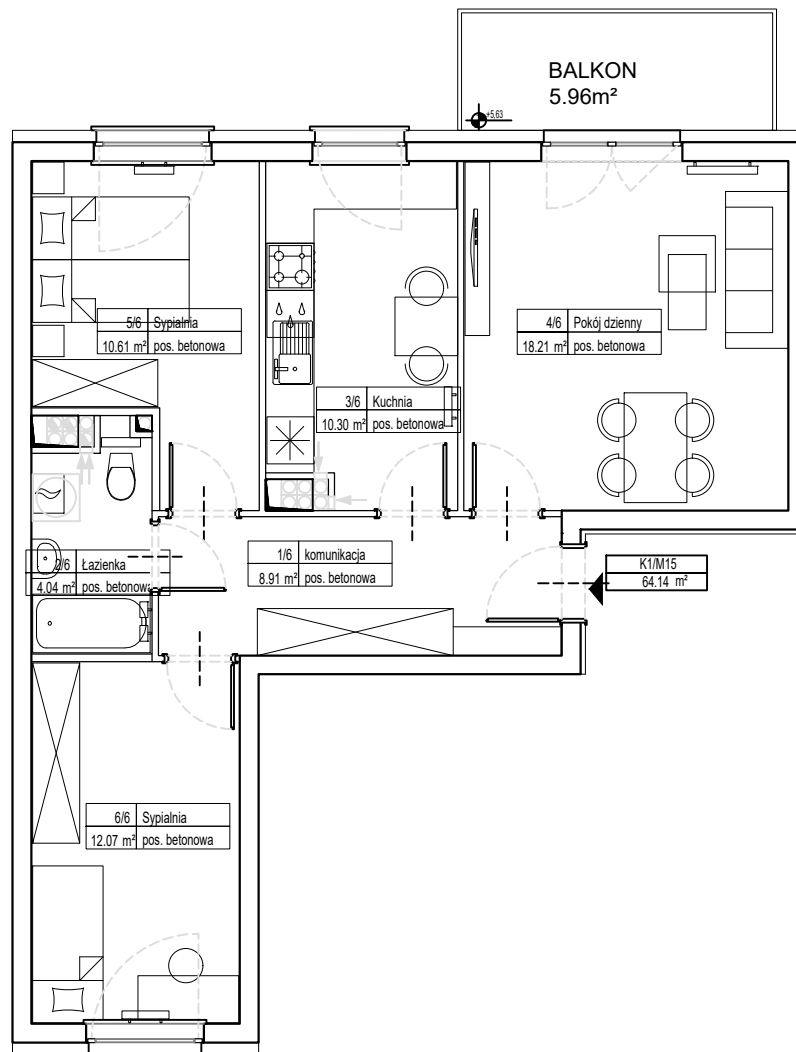 BALKON
5.96m²
+5,63
5/6 Sypialnia
10.61 m² pos. betonowa
4/6 Pokój dzienny
18.21 m² pos. betonowa
3/6 Kuchnia
10.30 m² pos. betonowa
1/6 komunikacja
8.91 m² pos. betonowa
2/6 Łazienka
4.04 m² pos. betonowa
K1/M15
64.14 m²
6/6 Sypialnia
12.07 m² pos. betonowa